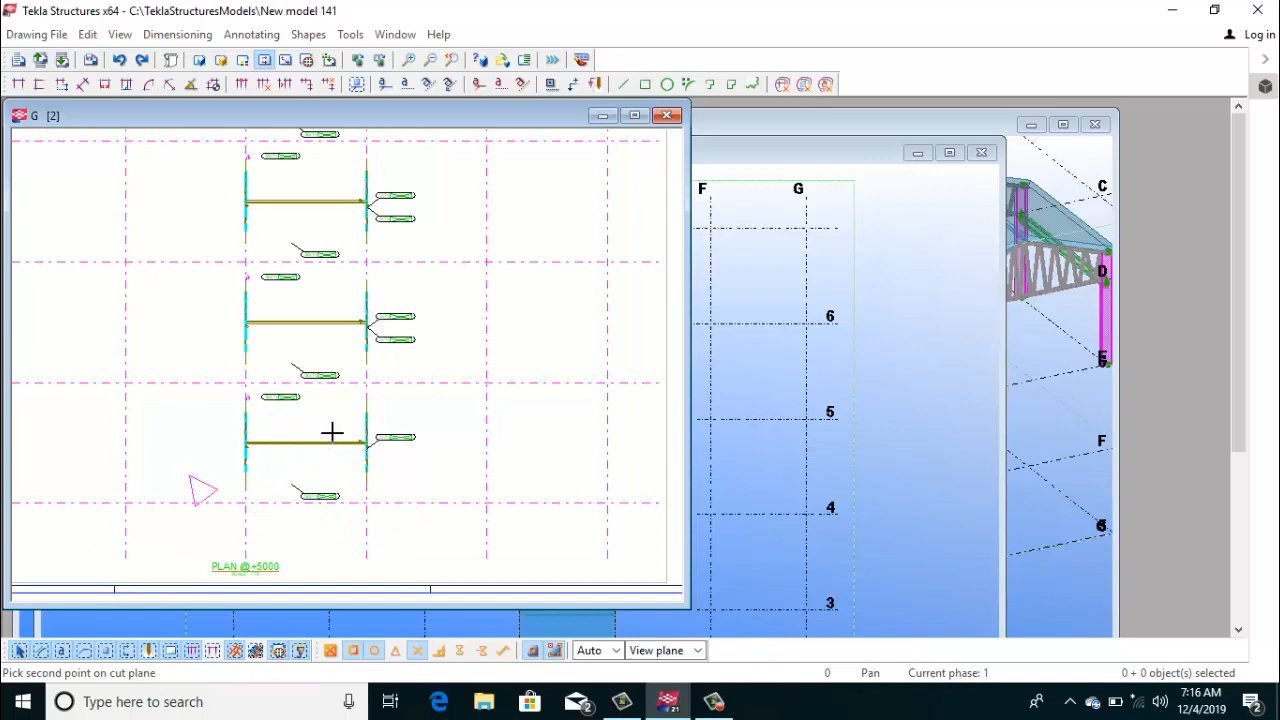 Tekla Structures x64 - C:\TeklaStructuresModels\New model 141
Drawing File Edit View Dimensioning Annotating Shapes Tools Window Help
Log in
G [2]
F G
6
5
4
3
C
D
E
F
G
PLAN @+5000
Auto View plane
Pick second point on cut plane 0 Pan Current phase: 1 0 + 0 object(s) selected
Type here to search
7:16 AM
12/4/2019